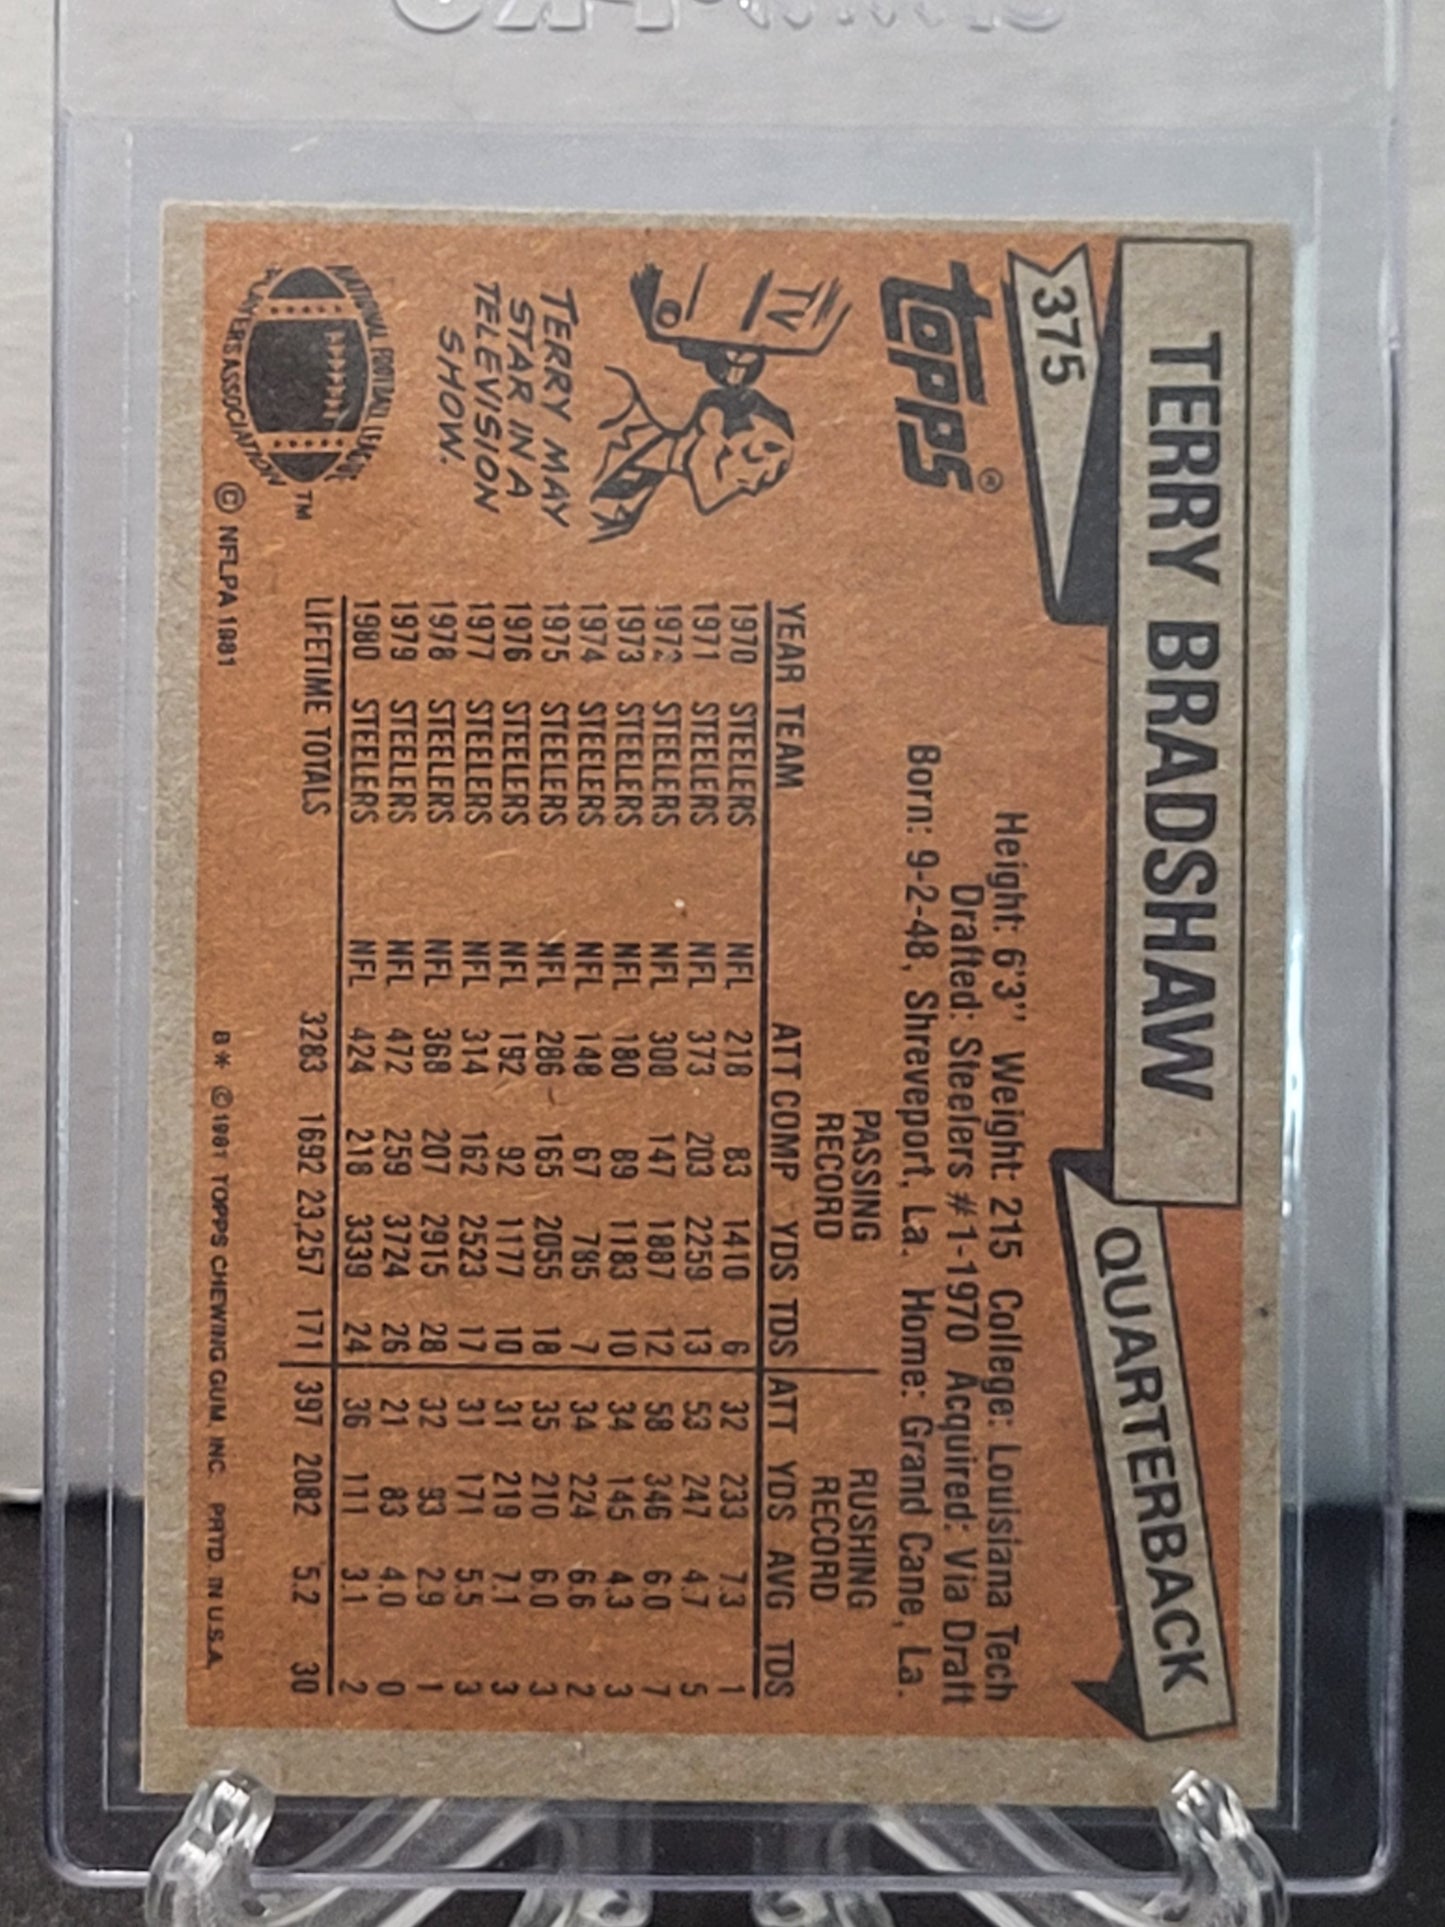 TERRY BRADSHAW
QUARTERBACK
375
topps®
Height: 6'3" Weight: 215 College: Louisiana Tech
Drafted: Steelers #1-1970 Acquired: Via Draft
Born: 9-2-48, Shreveport, La. Home: Grand Cane, La.
TV
TERRY MAY
STAR IN A
TELEVISION
SHOW.
PASSING RUSHING
RECORD RECORD
YEAR TEAM ATT COMP YDS TDS ATT YDS AVG TDS
1970 STEELERS NFL 218 83 1410 6 32 233 7.3 1
1971 STEELERS NFL 373 203 2259 13 53 247 4.7 5
1972 STEELERS NFL 308 147 1887 12 58 346 6.0 7
1973 STEELERS NFL 180 89 1183 10 34 145 4.3 3
1974 STEELERS NFL 148 67 785 7 34 224 6.6 2
1975 STEELERS NFL 286 165 2055 18 35 210 6.0 3
1976 STEELERS NFL 192 92 1177 10 31 219 7.1 3
1977 STEELERS NFL 314 162 2523 17 31 171 5.5 3
1978 STEELERS NFL 368 207 2915 28 32 93 2.9 1
1979 STEELERS NFL 472 259 3724 26 21 83 4.0 0
1980 STEELERS NFL 424 218 3339 24 36 111 3.1 2
LIFETIME TOTALS 3283 1692 23,257 171 397 2082 5.2 30
NATIONAL FOOTBALL LEAGUE
PLAYERS ASSOCIATION
TM
© NFLPA 1981
B* © 1981 TOPPS CHEWING GUM, INC. PRTD. IN U.S.A.